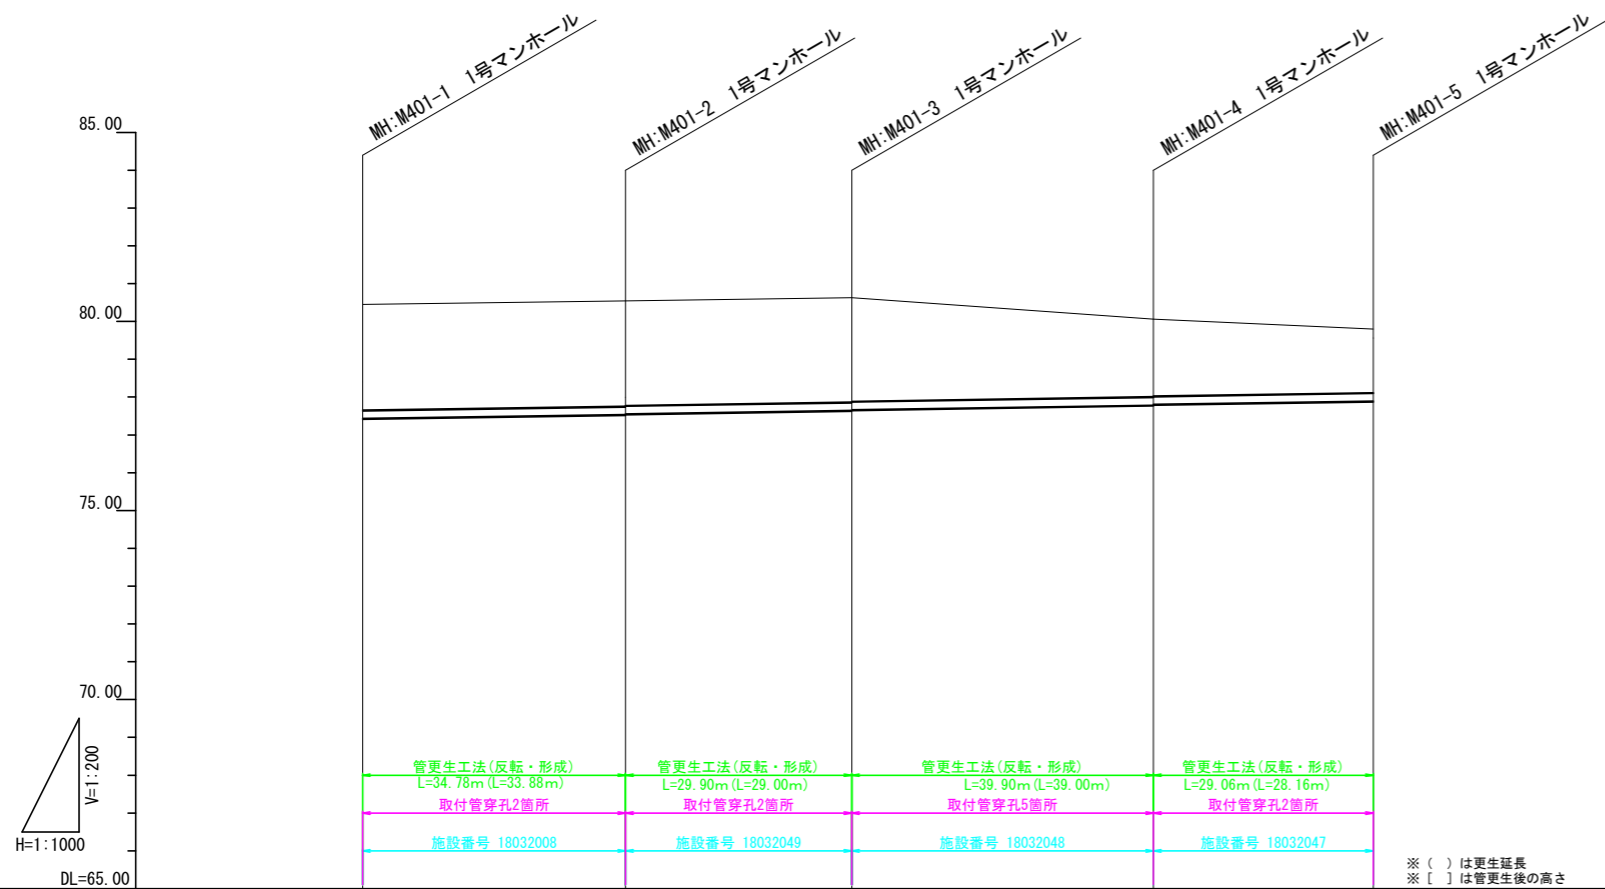 MH:M401-1　1号マンホール
MH:M401-2　1号マンホール
MH:M401-3　1号マンホール
MH:M401-4　1号マンホール
MH:M401-5　1号マンホール
85.00
80.00
75.00
70.00
V=1:200
H=1:1000
DL=65.00
管更生工法(反転・形成)
L=34.78m(L=33.88m)
取付管穿孔2箇所
施設番号 18032008
管更生工法(反転・形成)
L=29.90m(L=29.00m)
取付管穿孔2箇所
施設番号 18032049
管更生工法(反転・形成)
L=39.90m(L=39.00m)
取付管穿孔5箇所
施設番号 18032048
管更生工法(反転・形成)
L=29.06m(L=28.16m)
取付管穿孔2箇所
施設番号 18032047
※ (　) は更生延長
※ [　] は管更生後の高さ